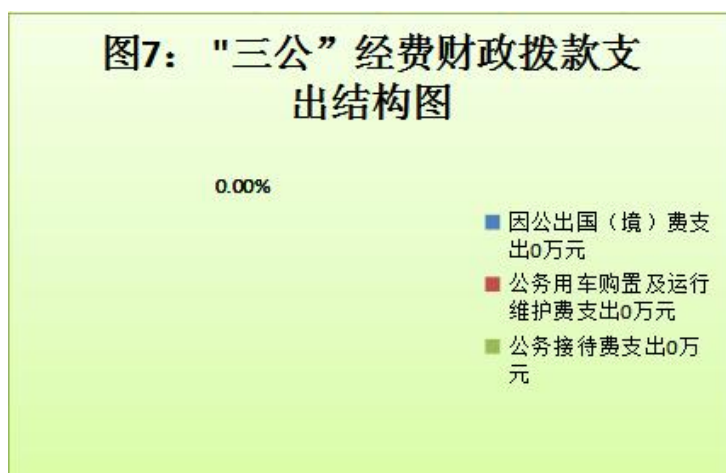 图7： "三公”经费财政拨款支
出结构图
0.00%
因公出国（境）费支
出0万元
公务用车购置及运行
维护费支出0万元
公务接待费支出0万
元